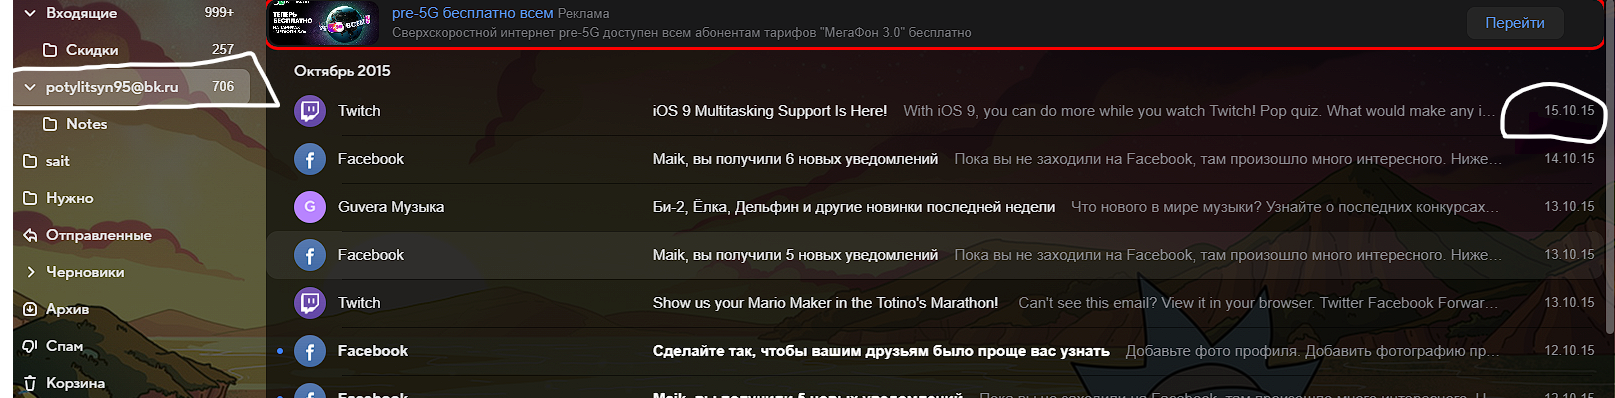 Входящие 999+
Скидки 257
potylitsyn95@bk.ru 706
Notes
sait
Нужно
Отправленные
Черновики
Архив
Спам
Корзина
ТЕПЕРЬ
БЕСПЛАТНО
ВСЕМ
pre-5G бесплатно всем Реклама
Сверхскоростной интернет pre-5G доступен всем абонентам тарифов "МегаФон 3.0" бесплатно
Перейти
Октябрь 2015
Twitch iOS 9 Multitasking Support Is Here! With iOS 9, you can do more while you watch Twitch! Pop quiz. What would make any i... 15.10.15
Facebook Maik, вы получили 6 новых уведомлений Пока вы не заходили на Facebook, там произошло много интересного. Ниже... 14.10.15
G Guvera Музыка Би-2, Ёлка, Дельфин и другие новинки последней недели Что нового в мире музыки? Узнайте о последних конкурсах... 13.10.15
Facebook Maik, вы получили 5 новых уведомлений Пока вы не заходили на Facebook, там произошло много интересного. Ниже... 13.10.15
Twitch Show us your Mario Maker in the Totino's Marathon! Can't see this email? View it in your browser. Twitter Facebook Forwar... 13.10.15
Facebook Сделайте так, чтобы вашим друзьям было проще вас узнать Добавьте фото профиля. Добавить фотографию пр... 12.10.15